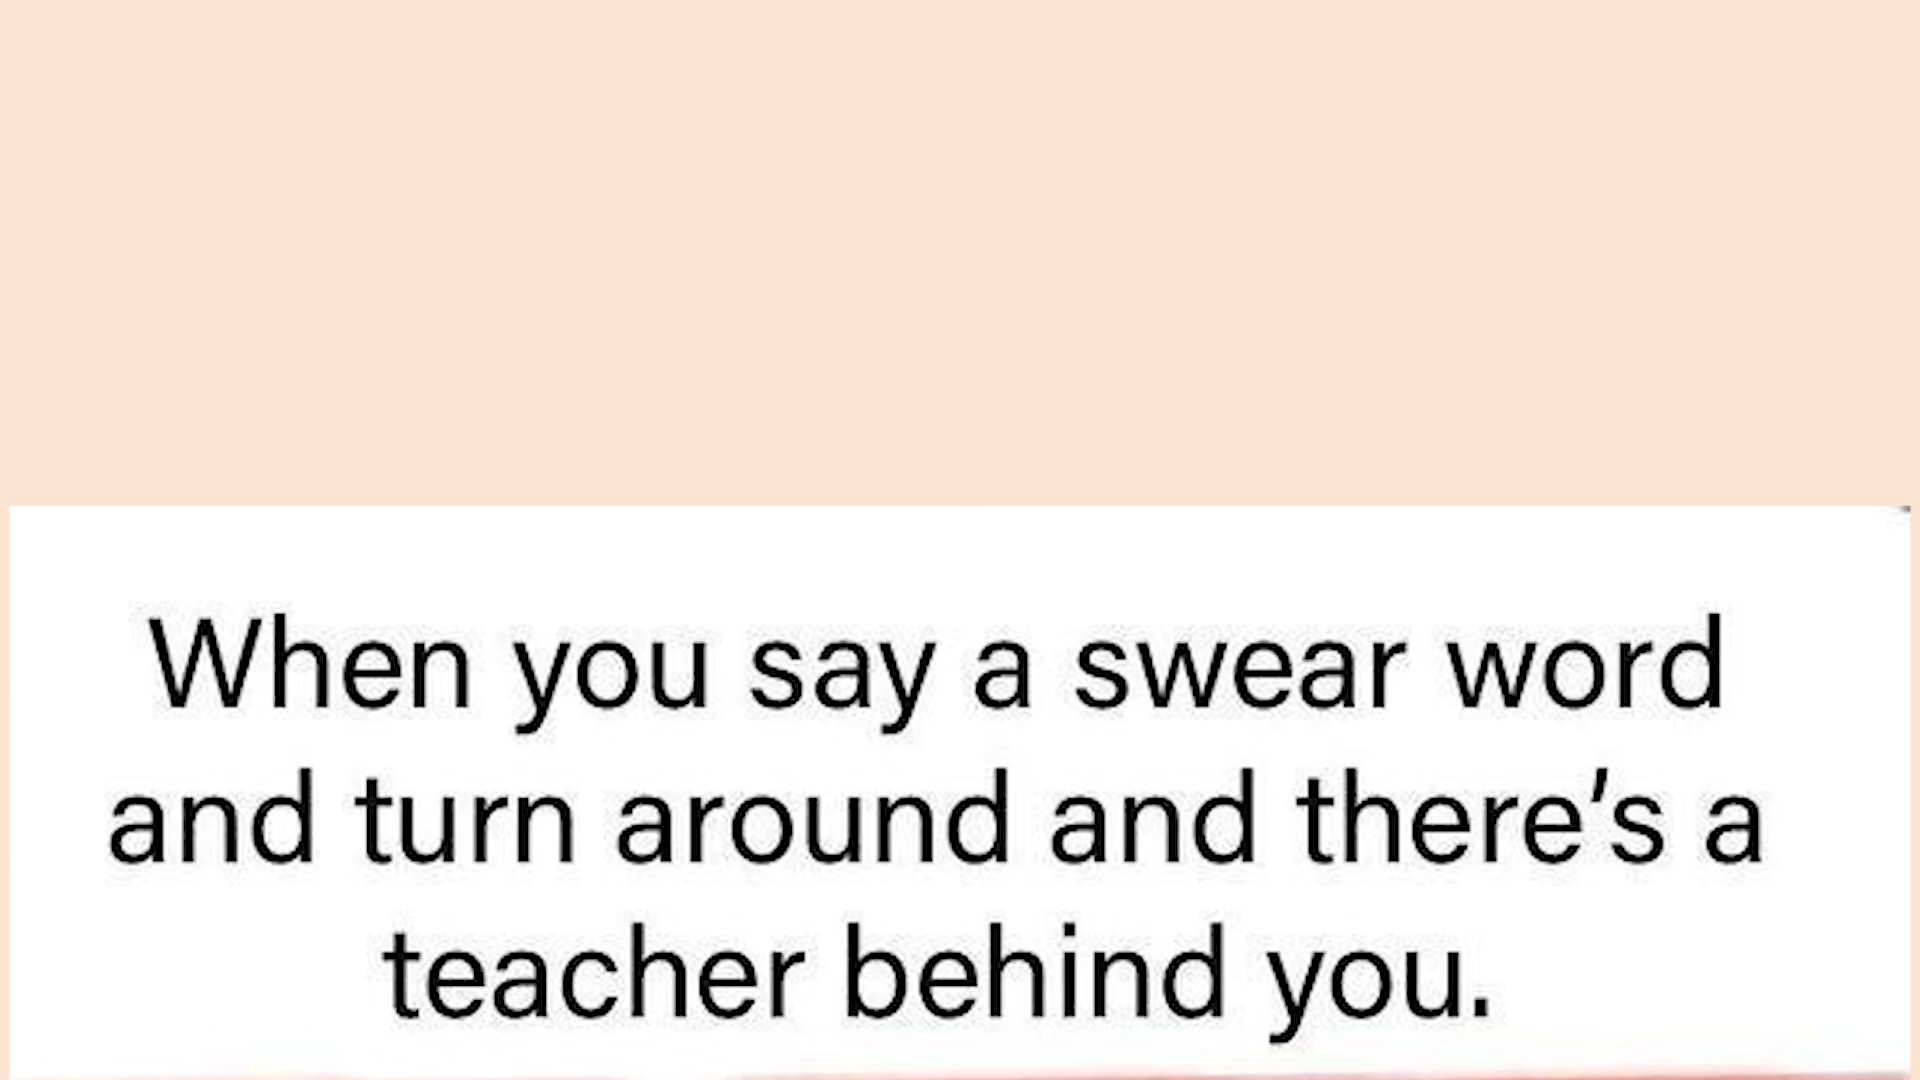 When you say a swear word
and turn around and there’s a
teacher behind you.